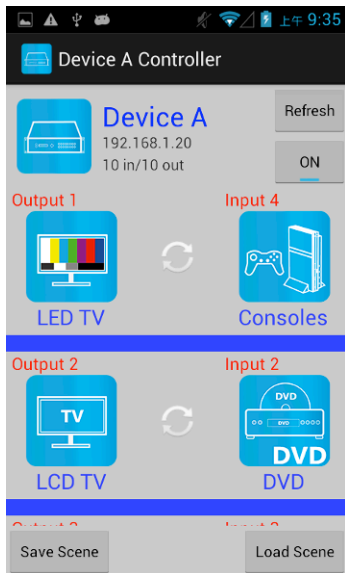 上午 9:35
Device A Controller
Device A
192.168.1.20
10 in/10 out
Refresh
ON
Output 1
Input 4
LED TV
Consoles
Output 2
Input 2
TV
DVD
DVD
DVD
LCD TV
DVD
Save Scene
Load Scene